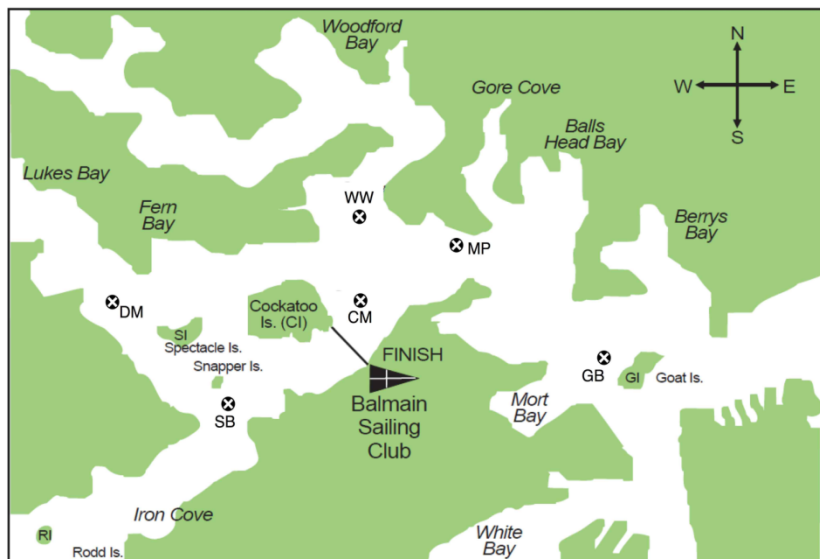 Woodford
Bay
Gore Cove
N
W E
S
Balls
Head Bay
Lukes Bay
Fern
Bay
WW
MP
Berrys
Bay
DM
Cockatoo
Is. (CI)
CM
SI
Spectacle Is.
Snapper Is.
FINISH
GB
GI
Goat Is.
SB
Balmain
Sailing
Club
Mort
Bay
Iron Cove
RI
Rodd Is.
White
Bay